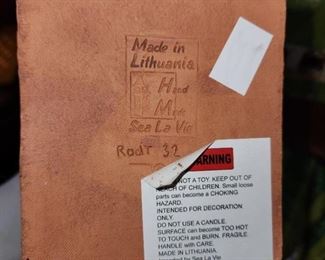 Made in
Lithuania
Hand
Made
Sea La Vie
RodT 32
WARNING
NOT A TOY. KEEP OUT OF
REACH OF CHILDREN. Small loose
parts can become a CHOKING
HAZARD.
INTENDED FOR DECORATION
ONLY.
DO NOT USE A CANDLE.
SURFACE can become TOO HOT
TO TOUCH and BURN. FRAGILE.
HANDLE with CARE.
MADE IN LITHUANIA.
by Sea La Vie